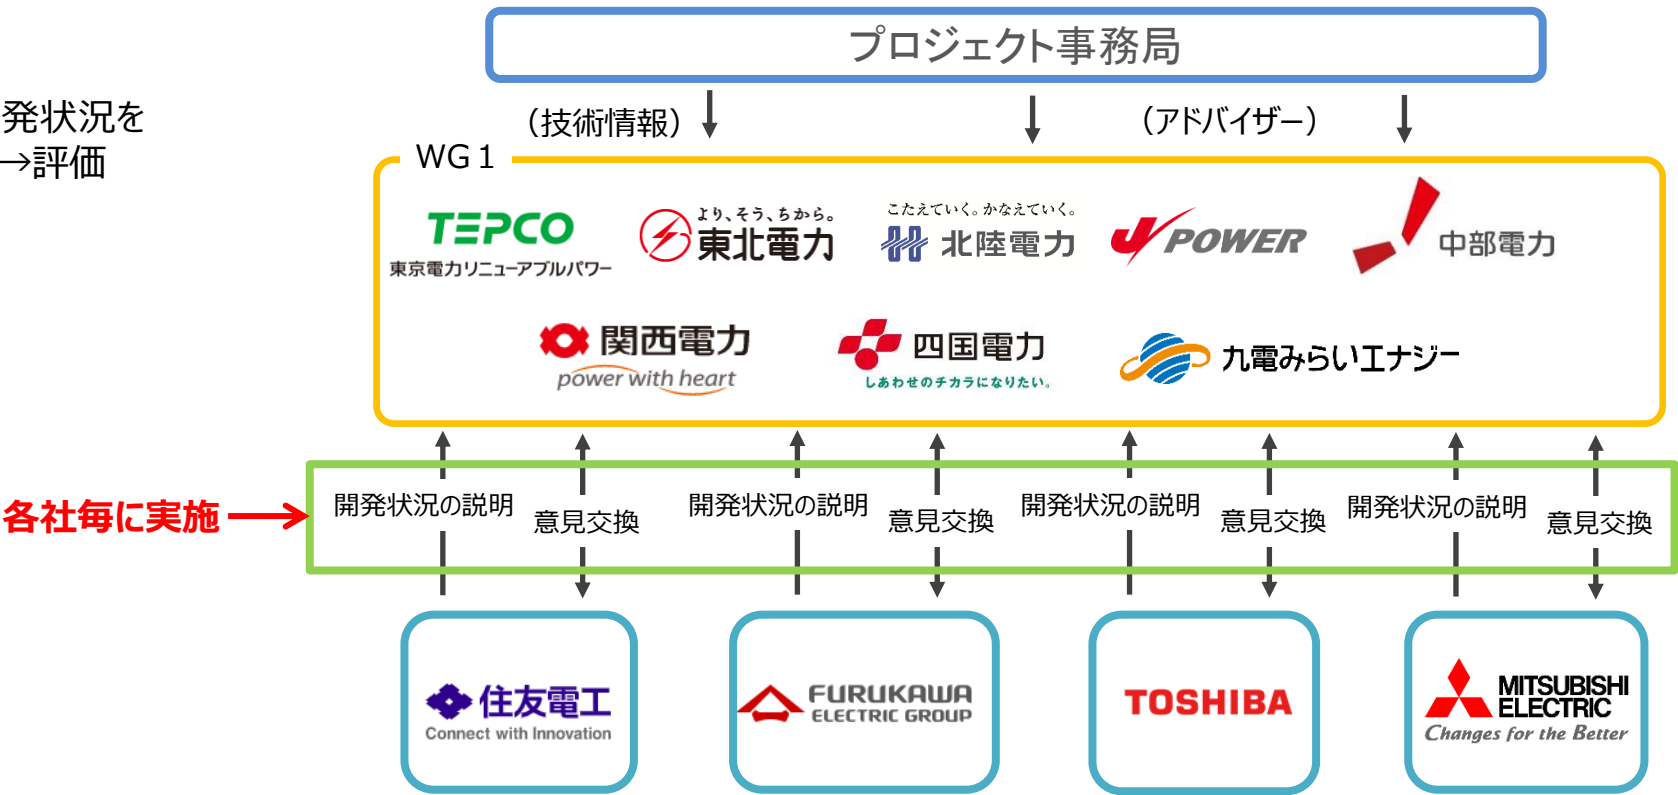 プロジェクト事務局
発状況を
→評価
（技術情報）
（アドバイザー）
WG１
TEPCO
東京電力リニューアブルパワー
より、そう、ちから。
東北電力
こたえていく。かなえていく。
北陸電力
J-POWER
中部電力
関西電力
power with heart
四国電力
しあわせのチカラになりたい。
九電みらいエナジー
各社毎に実施
開発状況の説明
意見交換
開発状況の説明
意見交換
開発状況の説明
意見交換
開発状況の説明
意見交換
住友電工
Connect with Innovation
FURUKAWA
ELECTRIC GROUP
TOSHIBA
MITSUBISHI
ELECTRIC
Changes for the Better